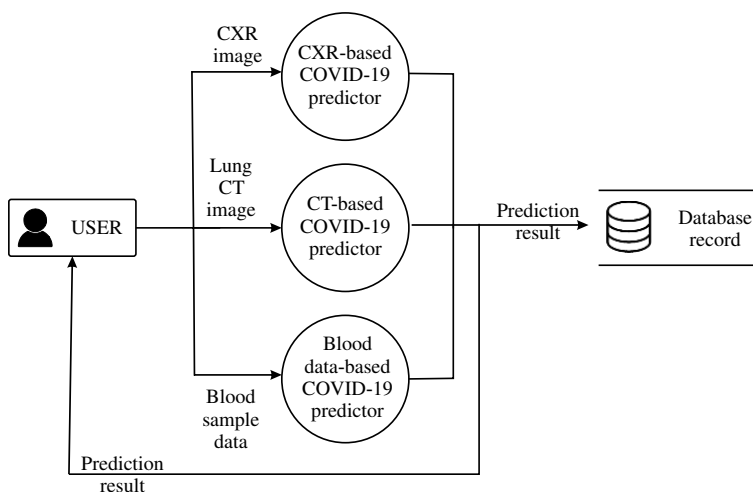 CXR
image
CXR-based
COVID-19
predictor
Lung
CT
image
USER
CT-based
COVID-19
predictor
Prediction
result
Database
record
Blood
sample
data
Blood
data-based
COVID-19
predictor
Prediction
result